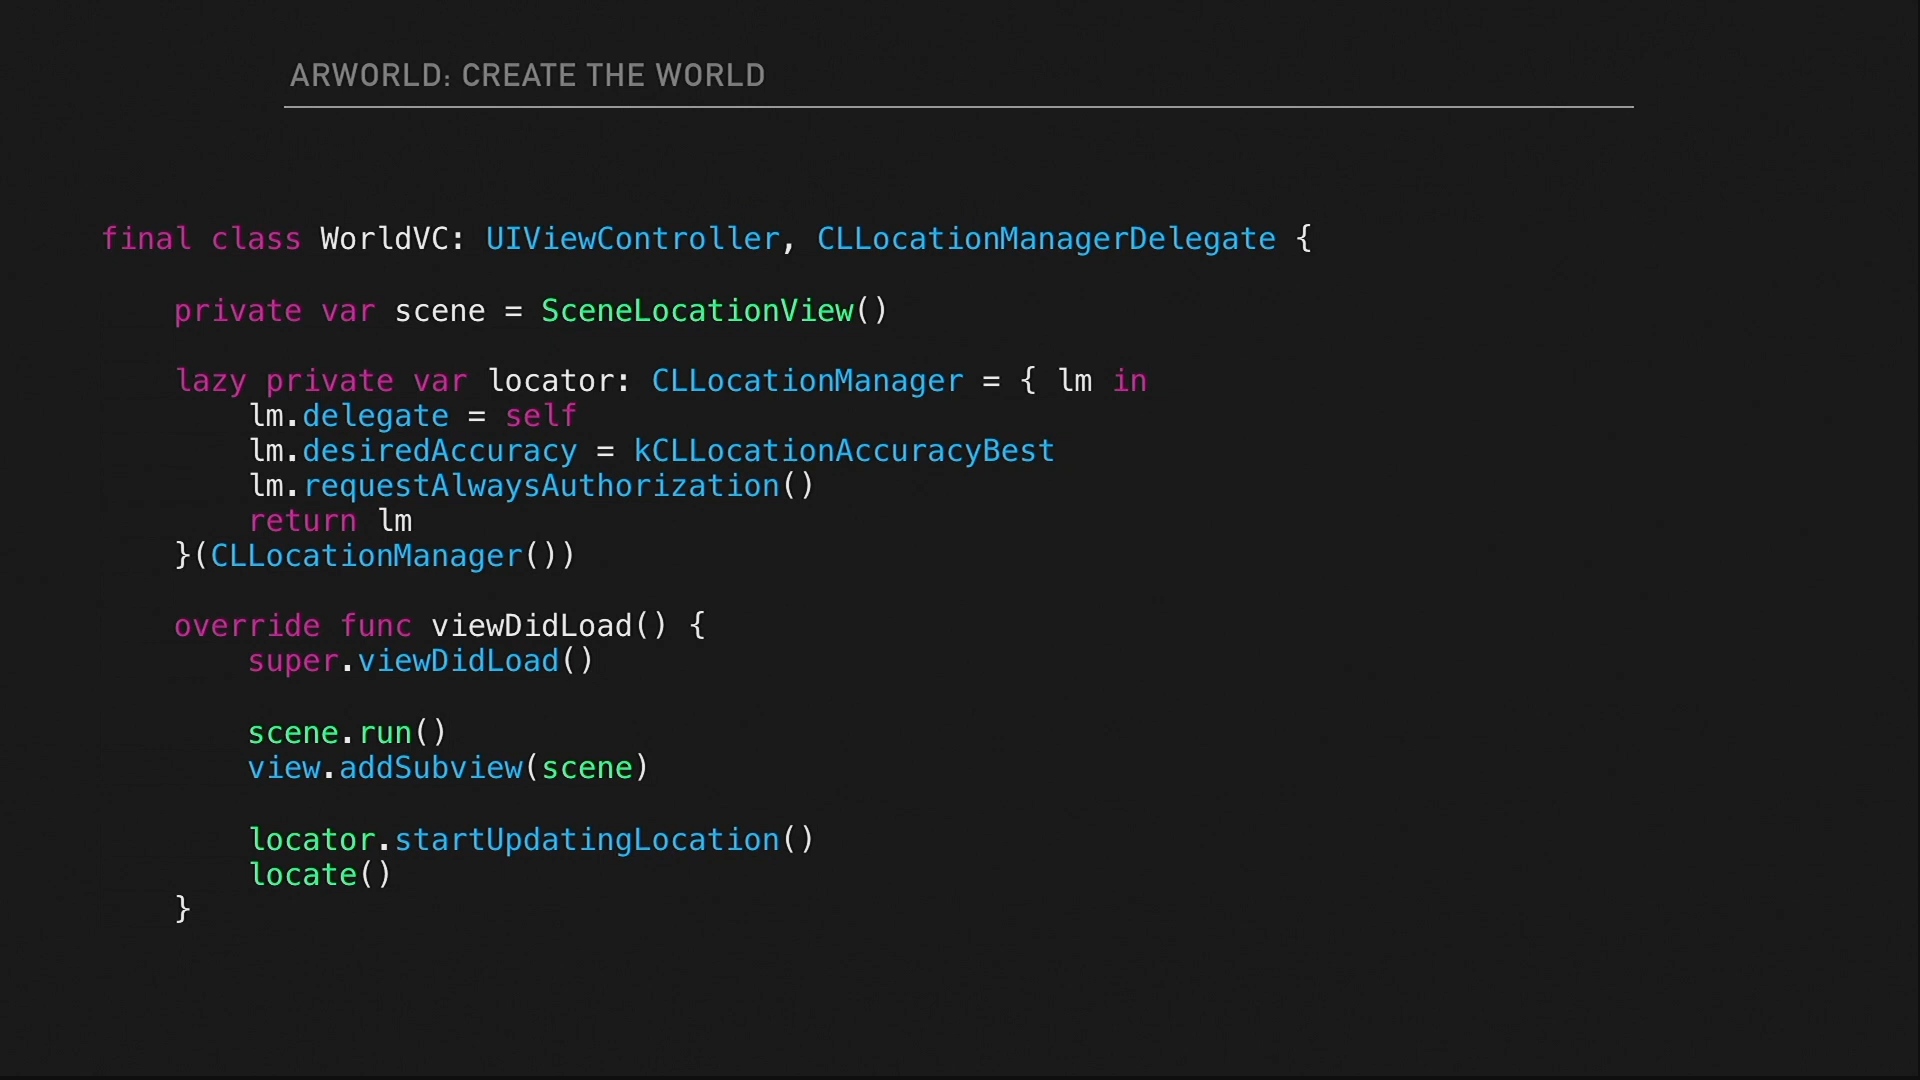 ARWORLD: CREATE THE WORLD
final class WorldVC: UIViewController, CLLocationManagerDelegate {
private var scene = SceneLocationView()
lazy private var locator: CLLocationManager = { lm in
lm.delegate = self
lm.desiredAccuracy = kCLLocationAccuracyBest
lm.requestAlwaysAuthorization()
return lm
}(CLLocationManager())
override func viewDidLoad() {
super.viewDidLoad()
scene.run()
view.addSubview(scene)
locator.startUpdatingLocation()
locate()
}